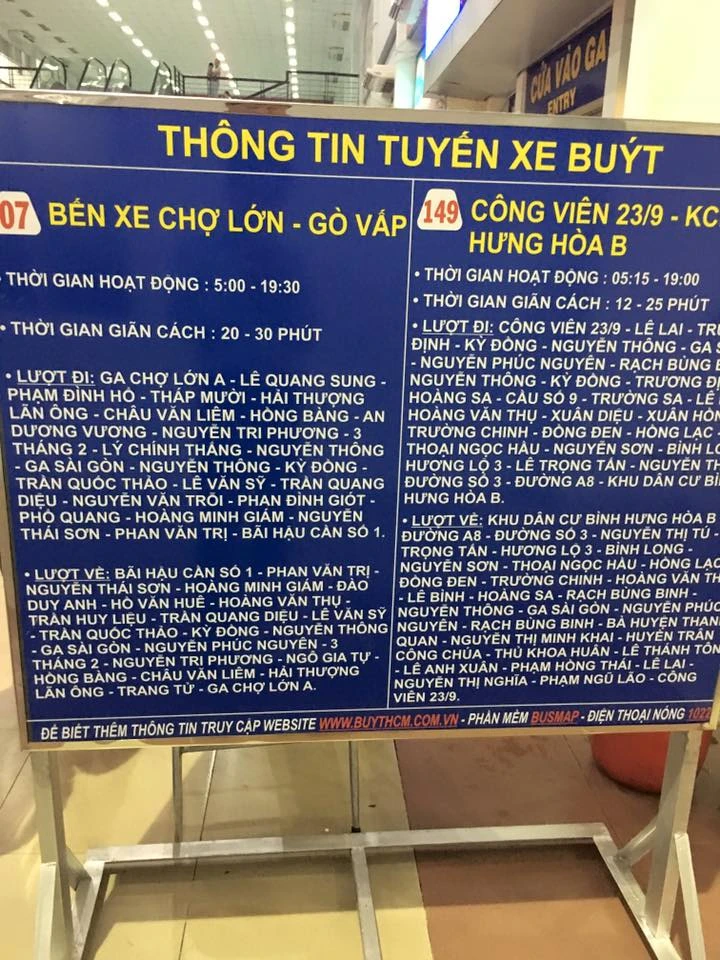 CỬA VÀO GA
ENTRY
THÔNG TIN TUYẾN XE BUÝT
07 BẾN XE CHỢ LỚN - GÒ VẤP
• THỜI GIAN HOẠT ĐỘNG : 5:00 - 19:30
• THỜI GIAN GIÃN CÁCH : 20 - 30 PHÚT
• LƯỢT ĐI: GA CHỢ LỚN A - LÊ QUANG SUNG -
PHẠM ĐÌNH HỔ - THÁP MƯỜI - HẢI THƯỢNG
LÃN ÔNG - CHÂU VĂN LIÊM - HỒNG BÀNG - AN
DƯƠNG VƯƠNG - NGUYỄN TRI PHƯƠNG - 3
THÁNG 2 - LÝ CHÍNH THẮNG - NGUYỄN THÔNG
- GA SÀI GÒN - NGUYỄN THÔNG - KỲ ĐỒNG -
TRẦN QUỐC THẢO - LÊ VĂN SỸ - TRẦN QUANG
DIỆU - NGUYỄN VĂN TRỖI - PHAN ĐÌNH GIÓT -
PHỔ QUANG - HOÀNG MINH GIÁM - NGUYỄN
THÁI SƠN - PHAN VĂN TRỊ - BÃI HẬU CẦN SỐ 1.
• LƯỢT VỀ: BÃI HẬU CẦN SỐ 1 - PHAN VĂN TRỊ -
NGUYỄN THÁI SƠN - HOÀNG MINH GIÁM - ĐÀO
DUY ANH - HỒ VĂN HUÊ - HOÀNG VĂN THỤ -
TRẦN HUY LIỆU - TRẦN QUANG DIỆU - LÊ VĂN SỸ
- TRẦN QUỐC THẢO - KỲ ĐỒNG - NGUYỄN THÔNG
- GA SÀI GÒN - NGUYỄN PHÚC NGUYÊN - 3
THÁNG 2 - NGUYỄN TRI PHƯƠNG - NGÔ GIA TỰ -
HỒNG BÀNG - CHÂU VĂN LIÊM - HẢI THƯỢNG
LÃN ÔNG - TRANG TỬ - GA CHỢ LỚN A.
149 CÔNG VIÊN 23/9 - KC
HƯNG HÒA B
• THỜI GIAN HOẠT ĐỘNG : 05:15 - 19:00
• THỜI GIAN GIÃN CÁCH : 12 - 25 PHÚT
• LƯỢT ĐI: CÔNG VIÊN 23/9 - LÊ LAI - TR
ĐỊNH - KỲ ĐỒNG - NGUYỄN THÔNG - GA S
- NGUYỄN PHÚC NGUYÊN - RẠCH BÙNG B
NGUYỄN THÔNG - KỲ ĐỒNG - TRƯƠNG Đ
HOÀNG SA - CẦU SỐ 9 - TRƯỜNG SA - LÊ
HOÀNG VĂN THỤ - XUÂN DIỆU - XUÂN HỒN
TRƯỜNG CHINH - ĐỒNG ĐEN - HỒNG LẠC -
THOẠI NGỌC HẦU - NGUYỄN SƠN - BÌNH LO
HƯƠNG LỘ 3 - LÊ TRỌNG TẤN - NGUYỄN TH
ĐƯỜNG SỐ 3 - ĐƯỜNG A8 - KHU DÂN CƯ BÌN
HƯNG HÒA B.
• LƯỢT VỀ: KHU DÂN CƯ BÌNH HƯNG HÒA B
ĐƯỜNG A8 - ĐƯỜNG SỐ 3 - NGUYỄN THỊ TÚ -
TRỌNG TẤN - HƯƠNG LỘ 3 - BÌNH LONG -
NGUYỄN SƠN - THOẠI NGỌC HẦU - HỒNG LẠC
ĐỒNG ĐEN - TRƯỜNG CHINH - HOÀNG VĂN TH
- LÊ BÌNH - HOÀNG SA - RẠCH BÙNG BINH -
NGUYỄN THÔNG - GA SÀI GÒN - NGUYỄN PHÚC
NGUYÊN - RẠCH BÙNG BINH - BÀ HUYỆN THAN
QUAN - NGUYỄN THỊ MINH KHAI - HUYỀN TRÂN
CÔNG CHÚA - THỦ KHOA HUÂN - LÊ THÁNH TÔN
- LÊ ANH XUÂN - PHẠM HỒNG THÁI - LÊ LAI -
NGUYỄN THỊ NGHĨA - PHẠM NGŨ LÃO - CÔNG
VIÊN 23/9.
ĐỂ BIẾT THÊM THÔNG TIN TRUY CẬP WEBSITE WWW.BUYTHCM.COM.VN - PHẦN MỀM BUSMAP - ĐIỆN THOẠI NÓNG 1022